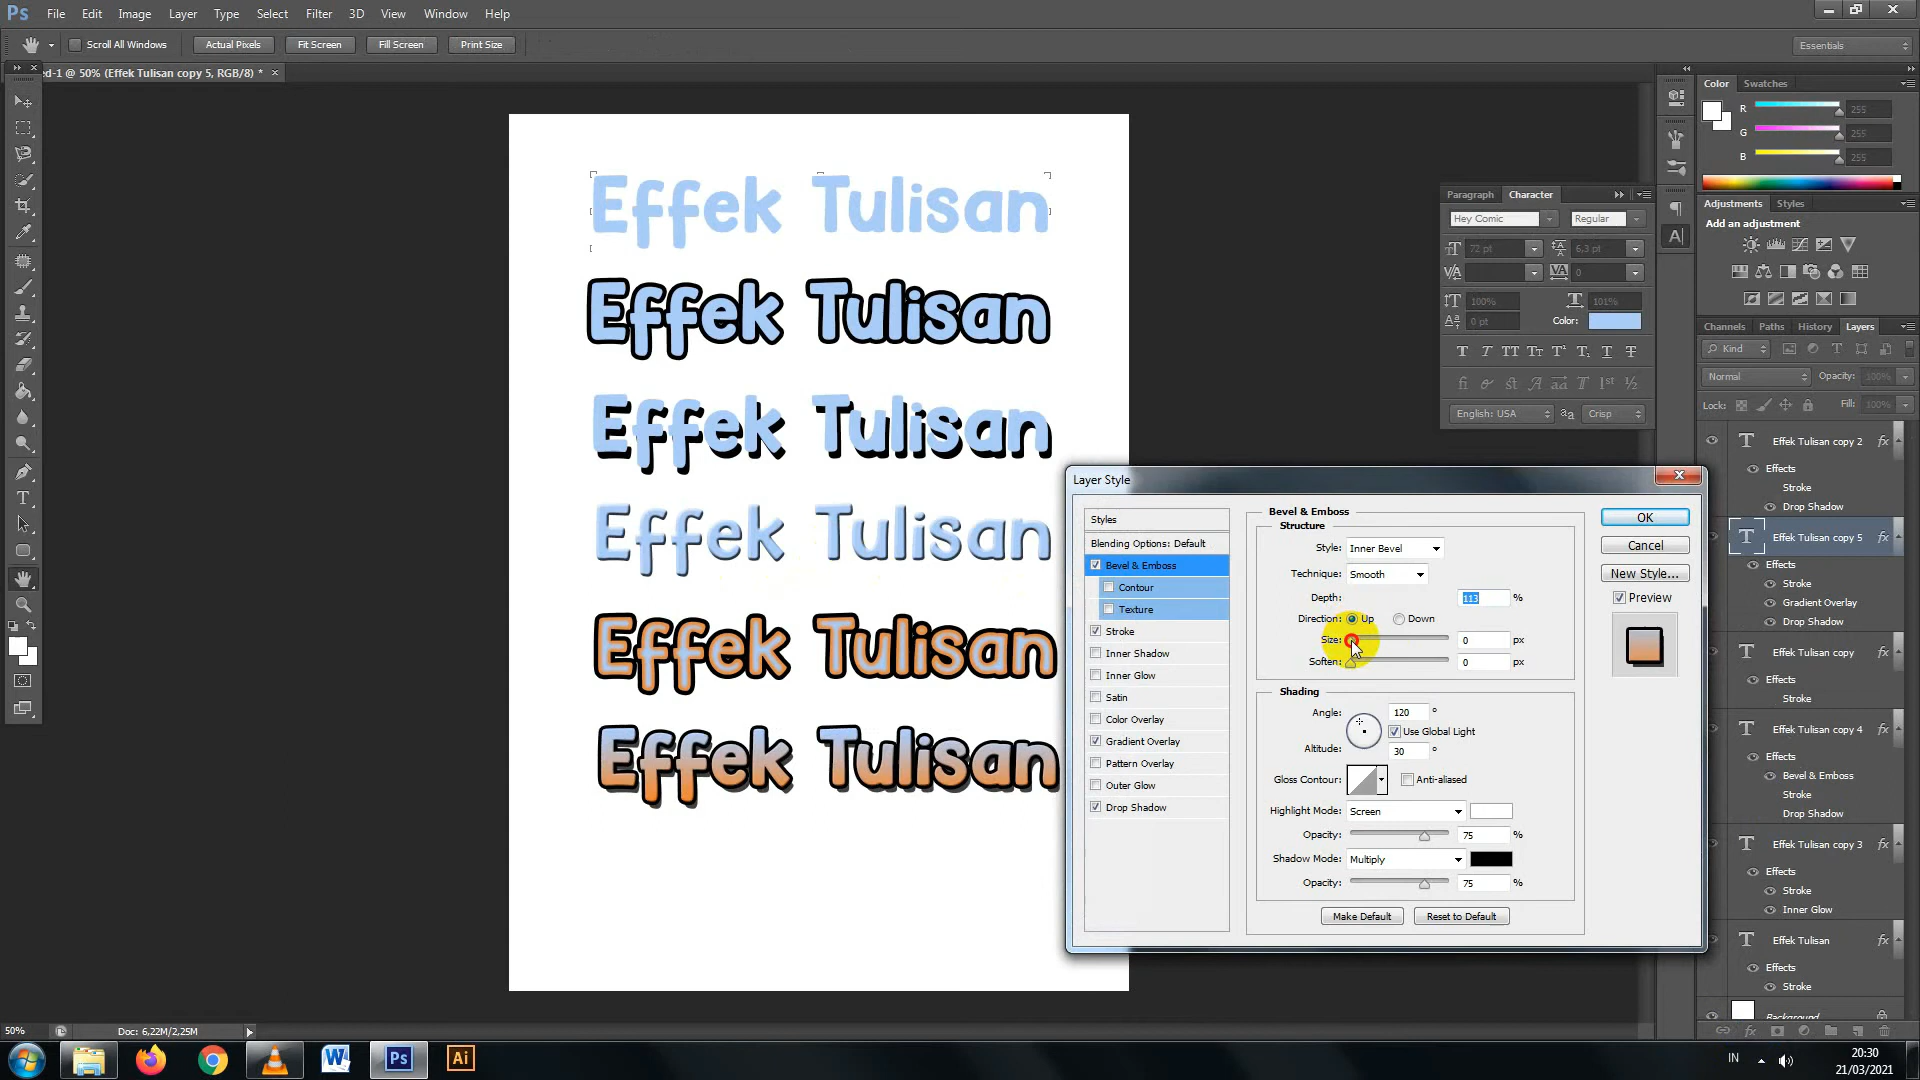 Ps File Edit Image Layer Type Select Filter 3D View Window Help
Scroll All Windows Actual Pixels Fit Screen Fill Screen Print Size Essentials
ed-1 @ 50% (Effek Tulisan copy 5, RGB/8) * ×
Effek Tulisan
Effek Tulisan
Effek Tulisan
Effek Tulisan
Effek Tulisan
Effek Tulisan
Color Swatches
R 255
G 255
B 255
Adjustments Styles
Add an adjustment
Paragraph Character
Hey Comic Regular
72 pt 6,3 pt
0
100% 101%
0 pt Color:
English: USA Crisp
Channels Paths History Layers
Kind
Normal Opacity: 100%
Lock: Fill: 100%
Effek Tulisan copy 2 fx
Effects
Stroke
Drop Shadow
Effek Tulisan copy 5 fx
Effects
Stroke
Gradient Overlay
Drop Shadow
Effek Tulisan copy fx
Effects
Stroke
Effek Tulisan copy 4 fx
Effects
Bevel & Emboss
Stroke
Drop Shadow
Effek Tulisan copy 3 fx
Effects
Stroke
Inner Glow
Effek Tulisan fx
Effects
Stroke
Background
Layer Style
Styles
Blending Options: Default
Bevel & Emboss
Contour
Texture
Stroke
Inner Shadow
Inner Glow
Satin
Color Overlay
Gradient Overlay
Pattern Overlay
Outer Glow
Drop Shadow
Bevel & Emboss
Structure
Style: Inner Bevel
Technique: Smooth
Depth: 113 %
Direction: Up Down
Size: 0 px
Soften: 0 px
Shading
Angle: 120 °
Use Global Light
Altitude: 30 °
Gloss Contour: Anti-aliased
Highlight Mode: Screen
Opacity: 75 %
Shadow Mode: Multiply
Opacity: 75 %
Make Default Reset to Default
OK
Cancel
New Style...
Preview
50% Doc: 6,22M/2,25M
Ps Ai
IN 20:30
21/03/2021